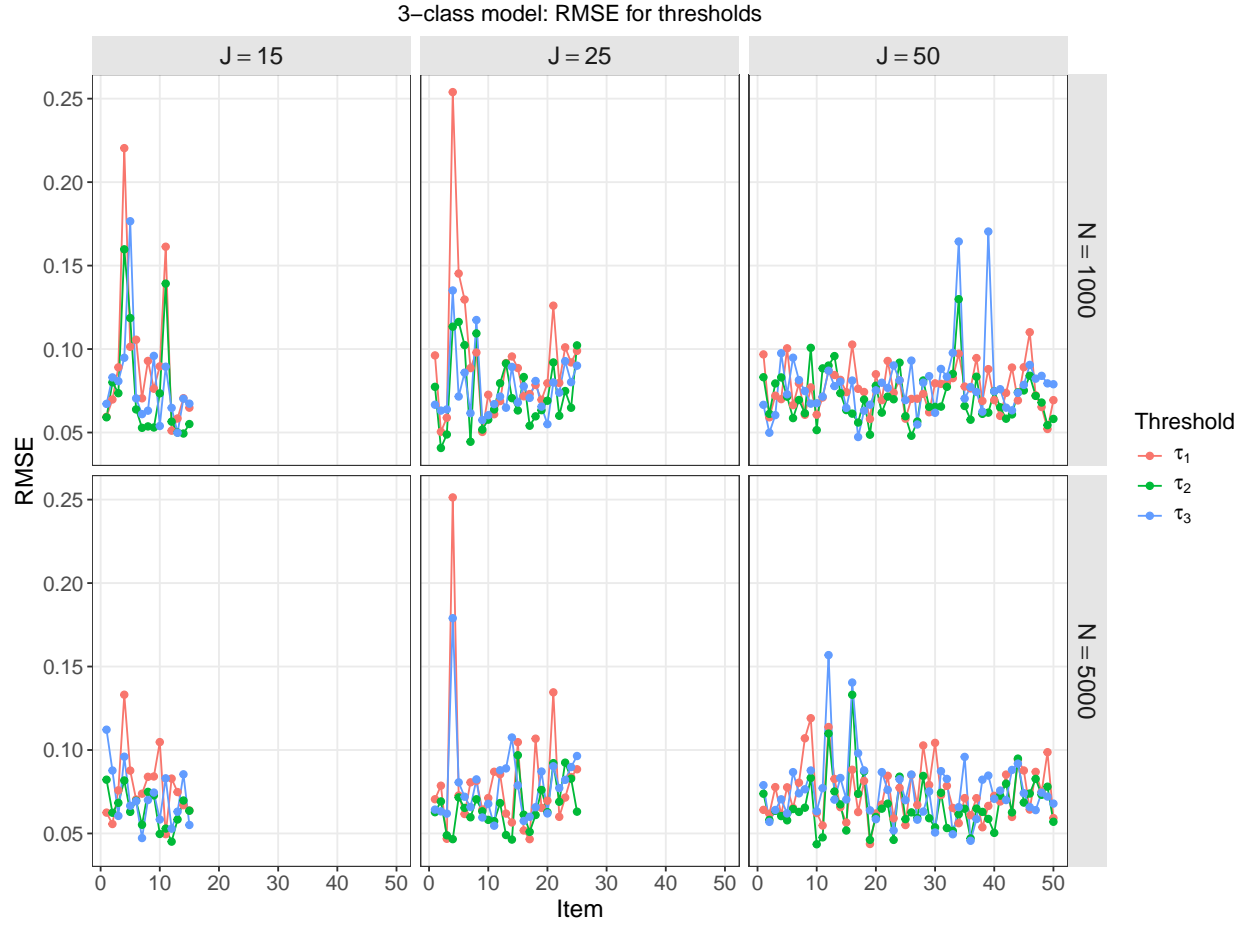 3−class model: RMSE for thresholds
J = 15
J = 25
J = 50
0.25
0.20
0.15
0.10
0.05
N = 1000
0.25
0.20
0.15
0.10
0.05
N = 5000
RMSE
0 10 20 30 40 50
0 10 20 30 40 50
0 10 20 30 40 50
Item
Threshold
τ1
τ2
τ3